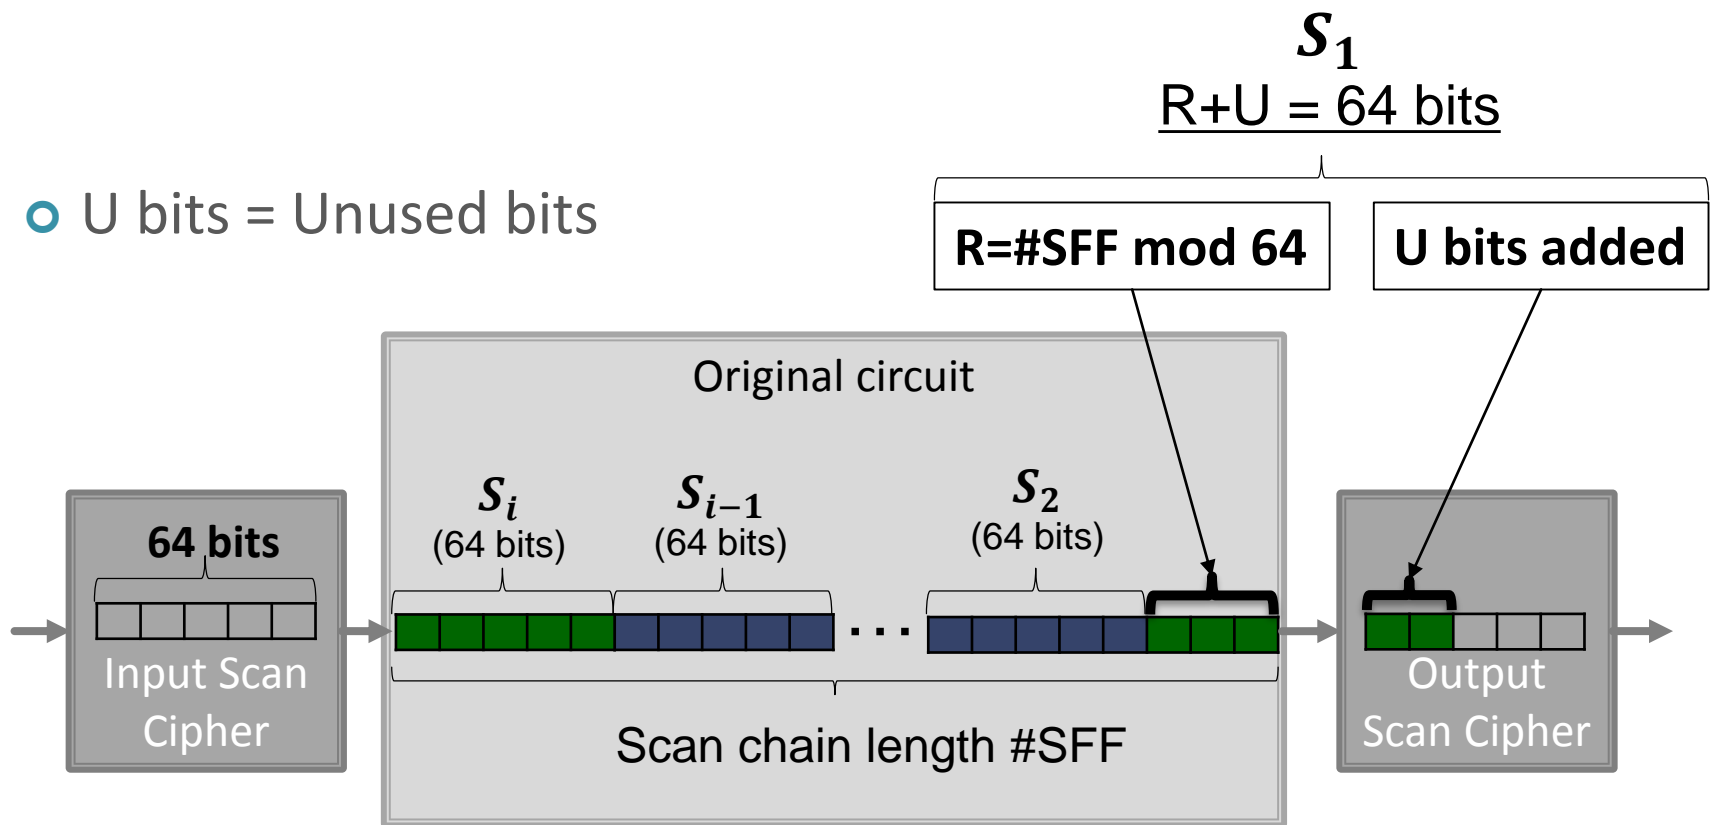 S₁
R+U = 64 bits
U bits = Unused bits
R=#SFF mod 64
U bits added
Original circuit
Sᵢ
(64 bits)
Sᵢ₋₁
(64 bits)
S₂
(64 bits)
64 bits
...
Input Scan
Cipher
Output
Scan Cipher
Scan chain length #SFF